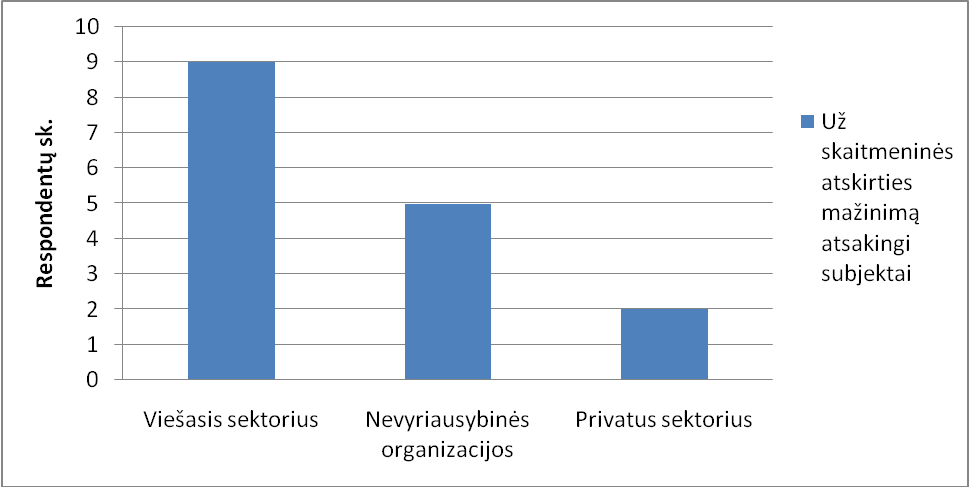 10
9
8
7
6
5
4
3
2
1
0
Respondentų sk.
Viešasis sektorius
Nevyriausybinės
organizacijos
Privatus sektorius
Už
skaitmeninės
atskirties
mažinimą
atsakingi
subjektai